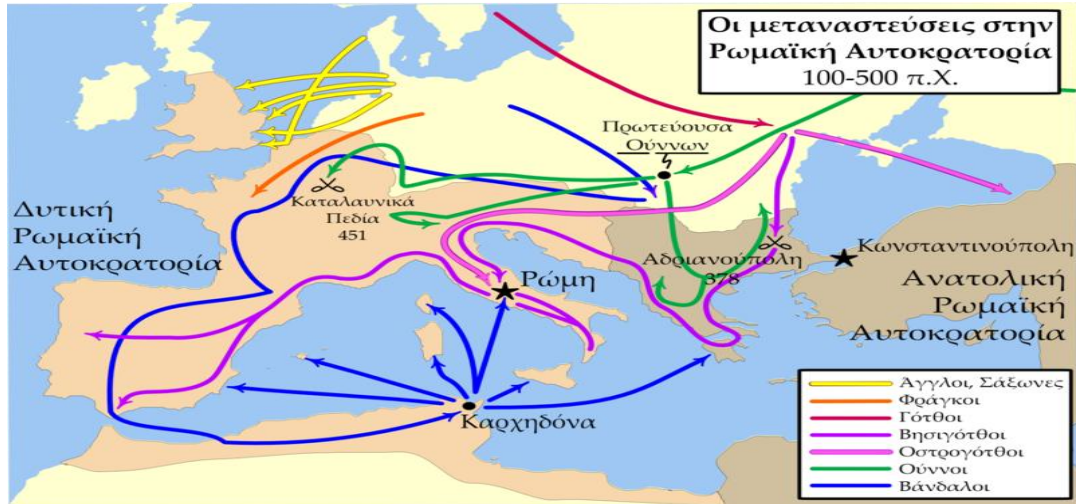 Οι μεταναστεύσεις στην
Ρωμαϊκή Αυτοκρατορία
100-500 π.Χ.
Πρωτεύουσα
Ούννων
Καταλαυνικά
Πεδία
451
Δυτική
Ρωμαϊκή
Αυτοκρατορία
Ρώμη
Αδριανούπολη
378
Κωνσταντινούπολη
Ανατολική
Ρωμαϊκή
Αυτοκρατορία
Καρχηδόνα
Άγγλοι, Σάξωνες
Φράγκοι
Γότθοι
Βησιγότθοι
Οστρογότθοι
Ούννοι
Βάνδαλοι